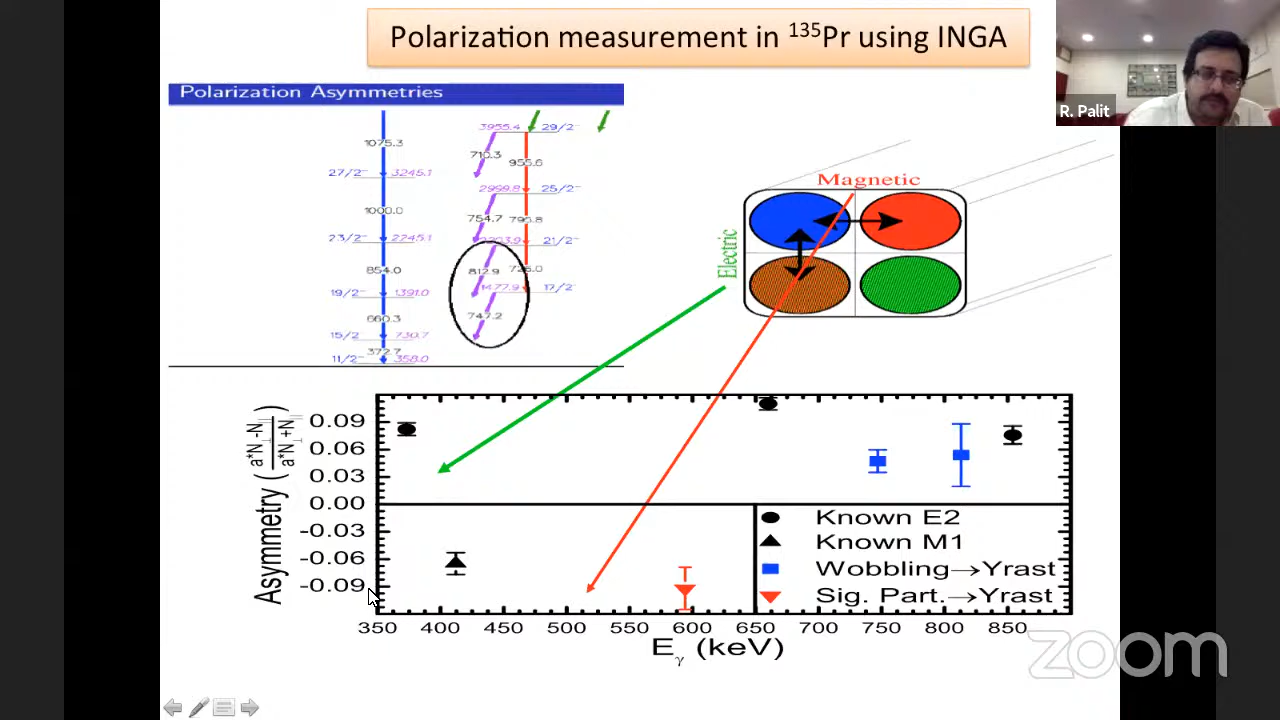 Polarization measurement in ¹³⁵Pr using INGA
R. Palit
Polarization Asymmetries
3955.4 29/2⁻
1075.3
710.3 955.6
27/2⁻ 3245.1
2999.8 25/2⁻
1000.0
754.7 795.8
23/2⁻ 2245.1
21/2⁻
854.0
812.9
19/2⁻ 1391.0
17/2⁻
660.3
747.2
15/2⁻ 730.7
372.7
11/2⁻ 358.0
Magnetic
Electric
Asymmetry (a*N⊥-N||/a*N⊥+N||)
0.09
0.06
0.03
0.00
-0.03
-0.06
-0.09
Known E2
Known M1
Wobbling→Yrast
Sig. Part.→Yrast
350 400 450 500 550 600 650 700 750 800 850
Eγ (keV)
zoom